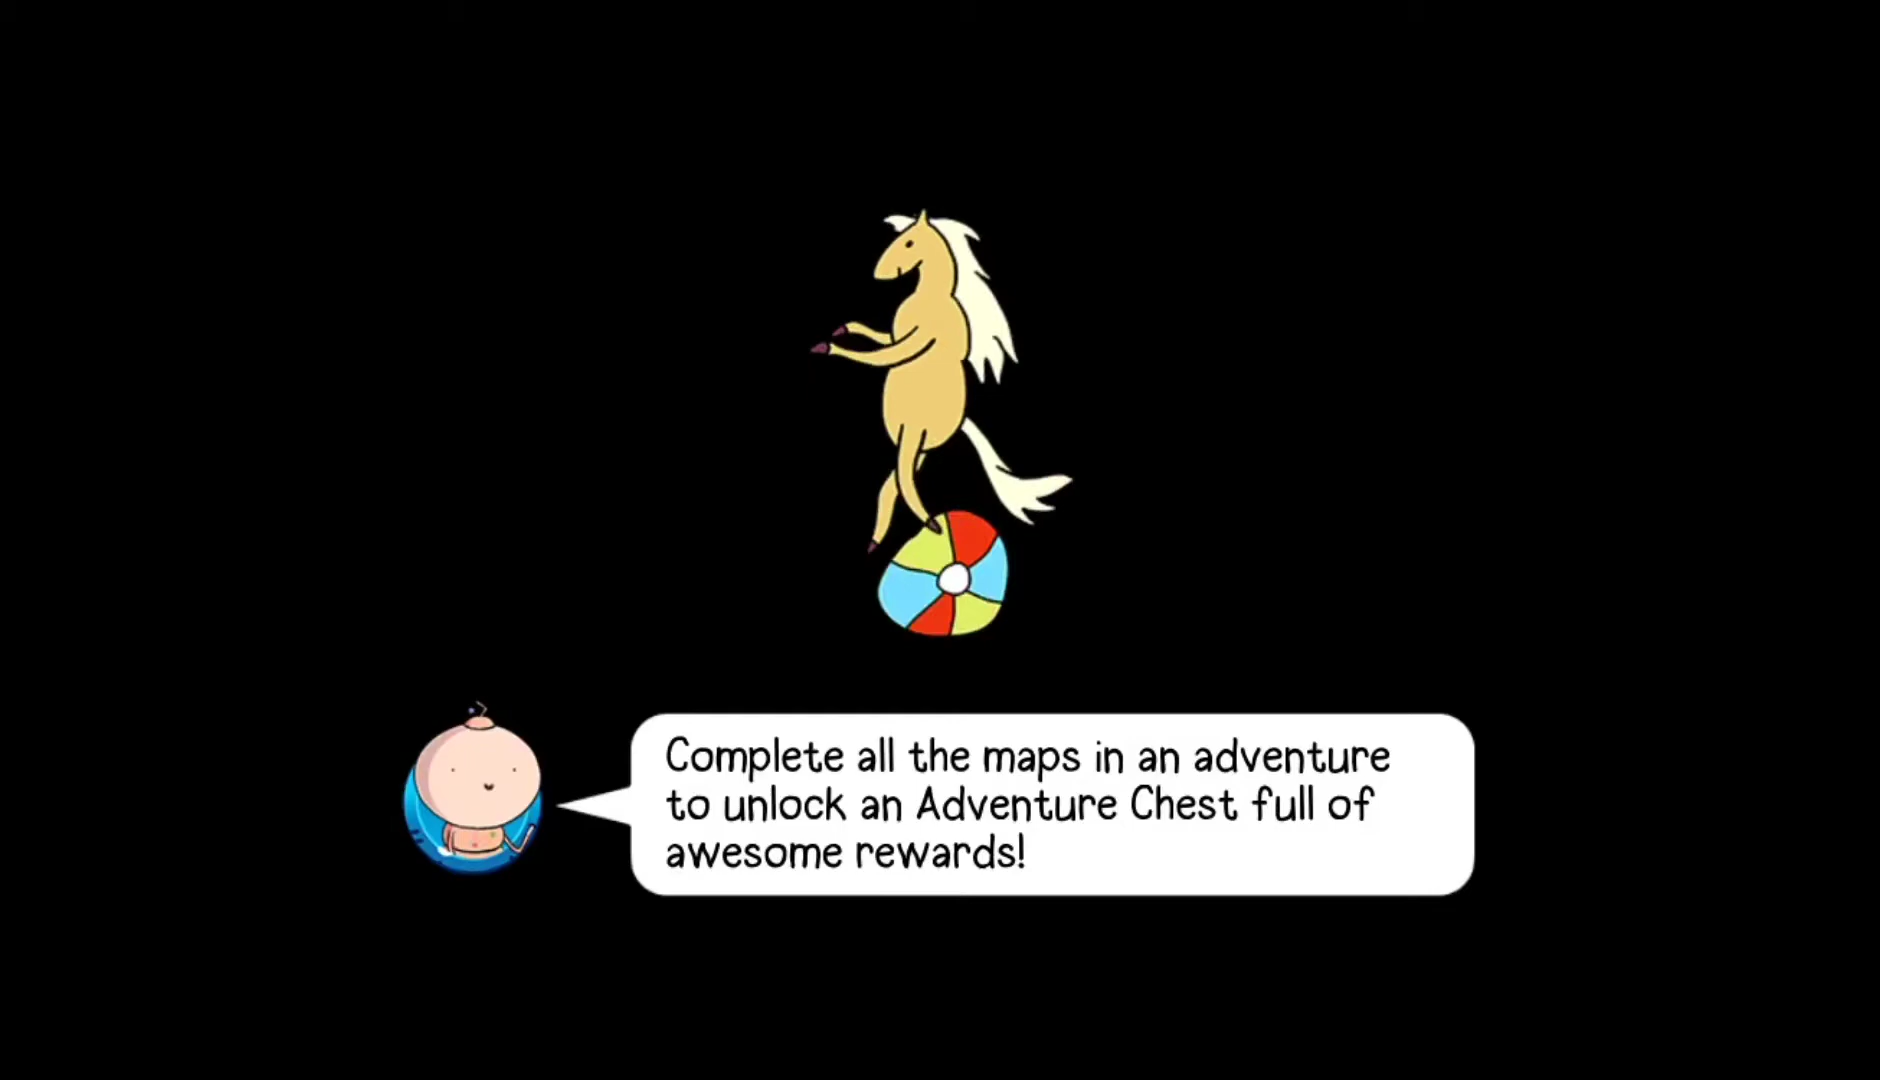 Complete all the maps in an adventure
to unlock an Adventure Chest full of
awesome rewards!